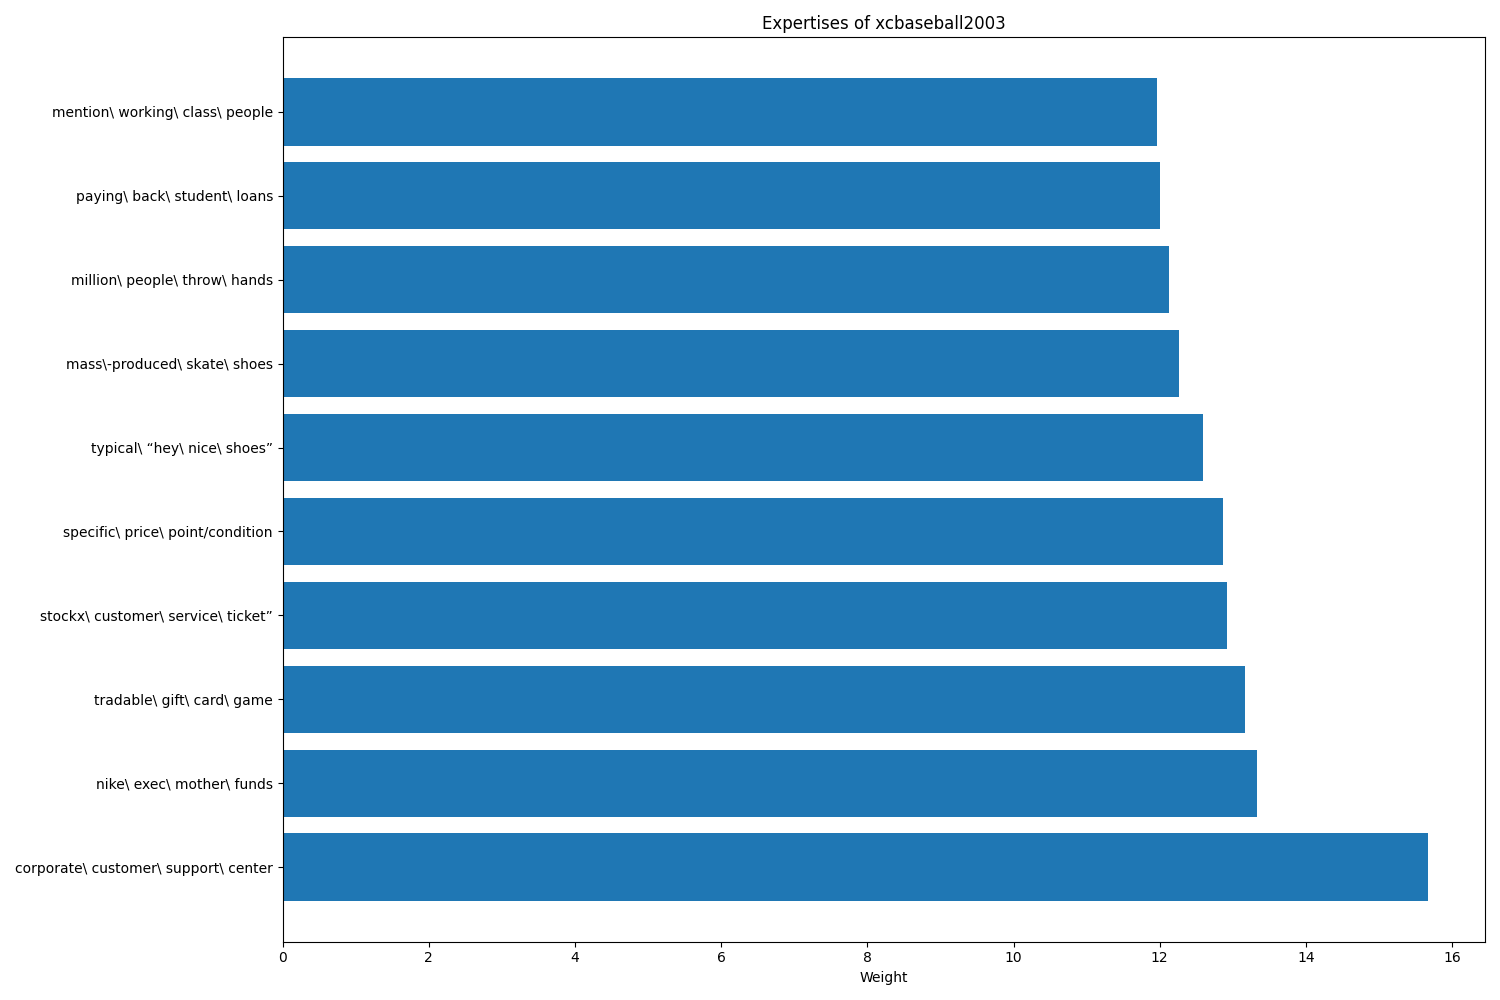 Expertises of xcbaseball2003
mention\ working\ class\ people
paying\ back\ student\ loans
million\ people\ throw\ hands
mass\-produced\ skate\ shoes
typical\ “hey\ nice\ shoes”
specific\ price\ point/condition
stockx\ customer\ service\ ticket”
tradable\ gift\ card\ game
nike\ exec\ mother\ funds
corporate\ customer\ support\ center
0 2 4 6 8 10 12 14 16
Weight